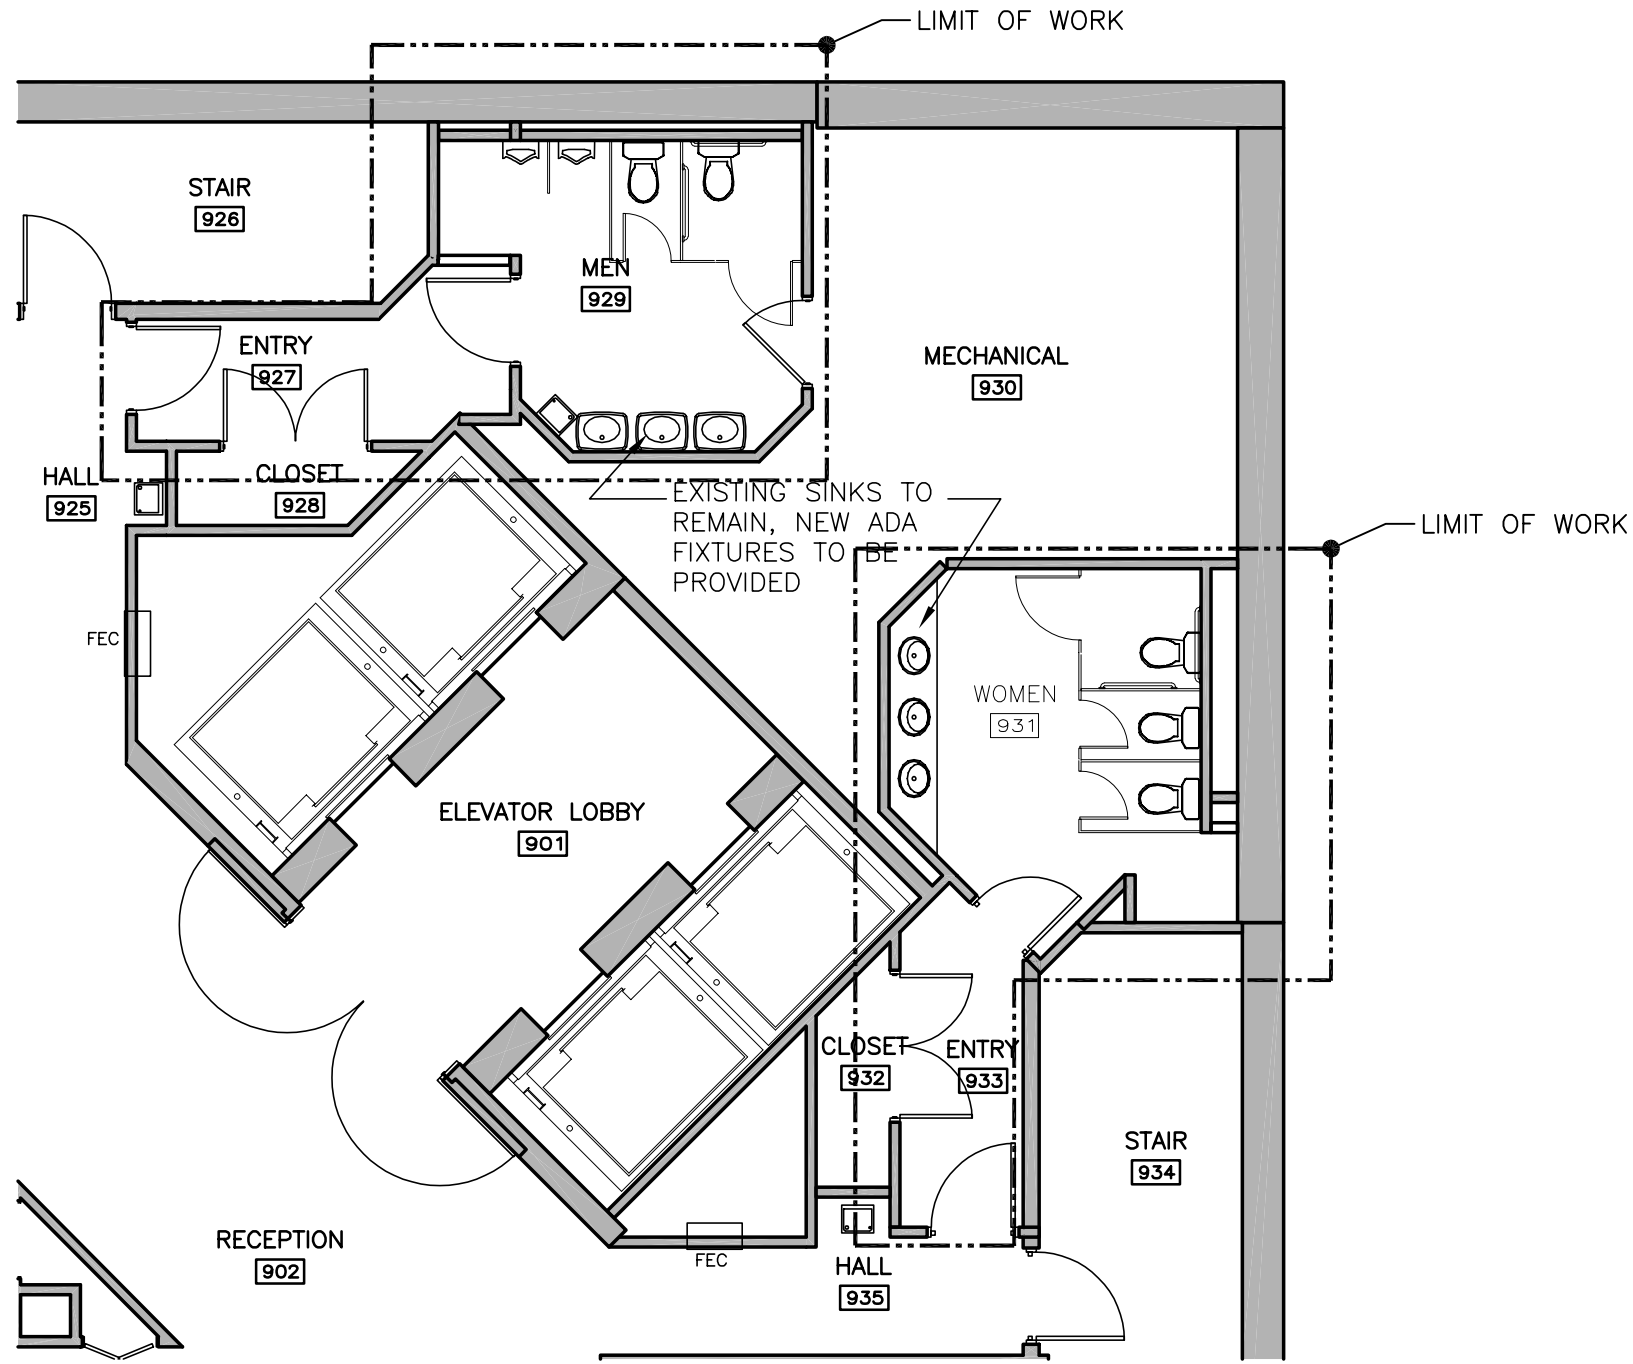 LIMIT OF WORK
STAIR
926
MEN
929
ENTRY
927
MECHANICAL
930
HALL
925
CLOSET
928
EXISTING SINKS TO
REMAIN, NEW ADA
FIXTURES TO BE
PROVIDED
LIMIT OF WORK
FEC
WOMEN
931
ELEVATOR LOBBY
901
CLOSET
932
ENTRY
933
STAIR
934
RECEPTION
902
FEC
HALL
935